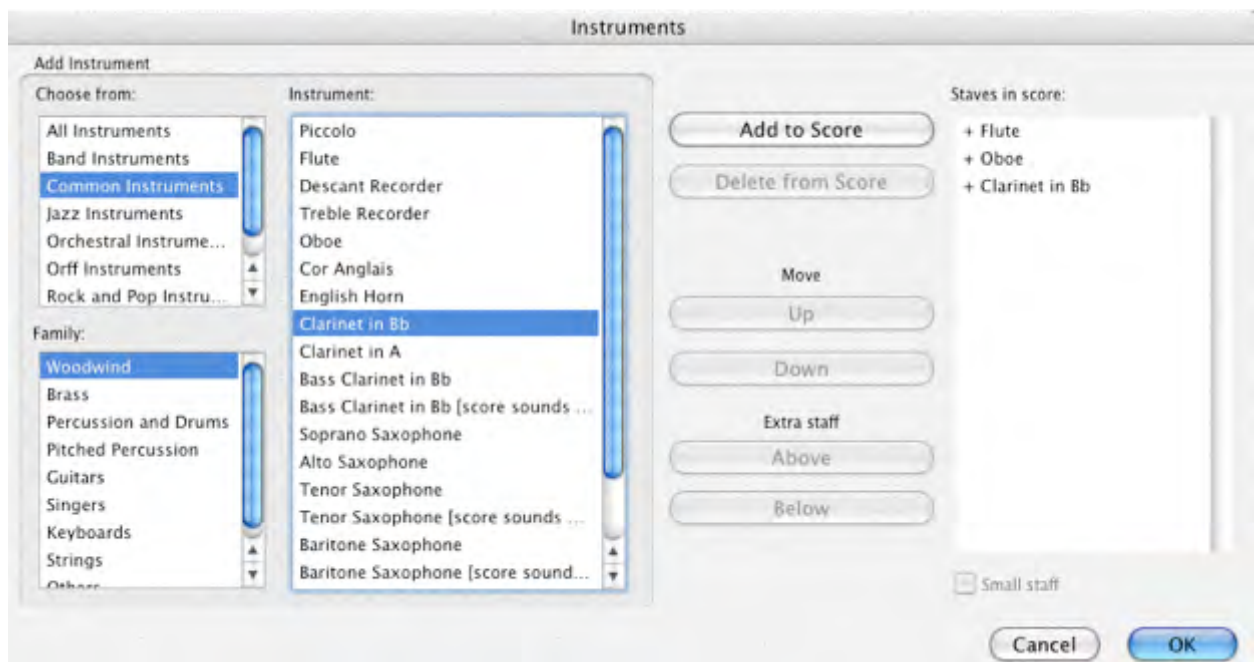 Instruments
Add Instrument
Choose from:
All Instruments
Band Instruments
Common Instruments
Jazz Instruments
Orchestral Instrume...
Orff Instruments
Rock and Pop Instru...
Family:
Woodwind
Brass
Percussion and Drums
Pitched Percussion
Guitars
Singers
Keyboards
Strings
Others
Instrument:
Piccolo
Flute
Descant Recorder
Treble Recorder
Oboe
Cor Anglais
English Horn
Clarinet in Bb
Clarinet in A
Bass Clarinet in Bb
Bass Clarinet in Bb [score sounds ...
Soprano Saxophone
Alto Saxophone
Tenor Saxophone
Tenor Saxophone [score sounds ...
Baritone Saxophone
Baritone Saxophone [score sound...
Add to Score
Delete from Score
Move
Up
Down
Extra staff
Above
Below
Staves in score:
+ Flute
+ Oboe
+ Clarinet in Bb
Small staff
Cancel
OK